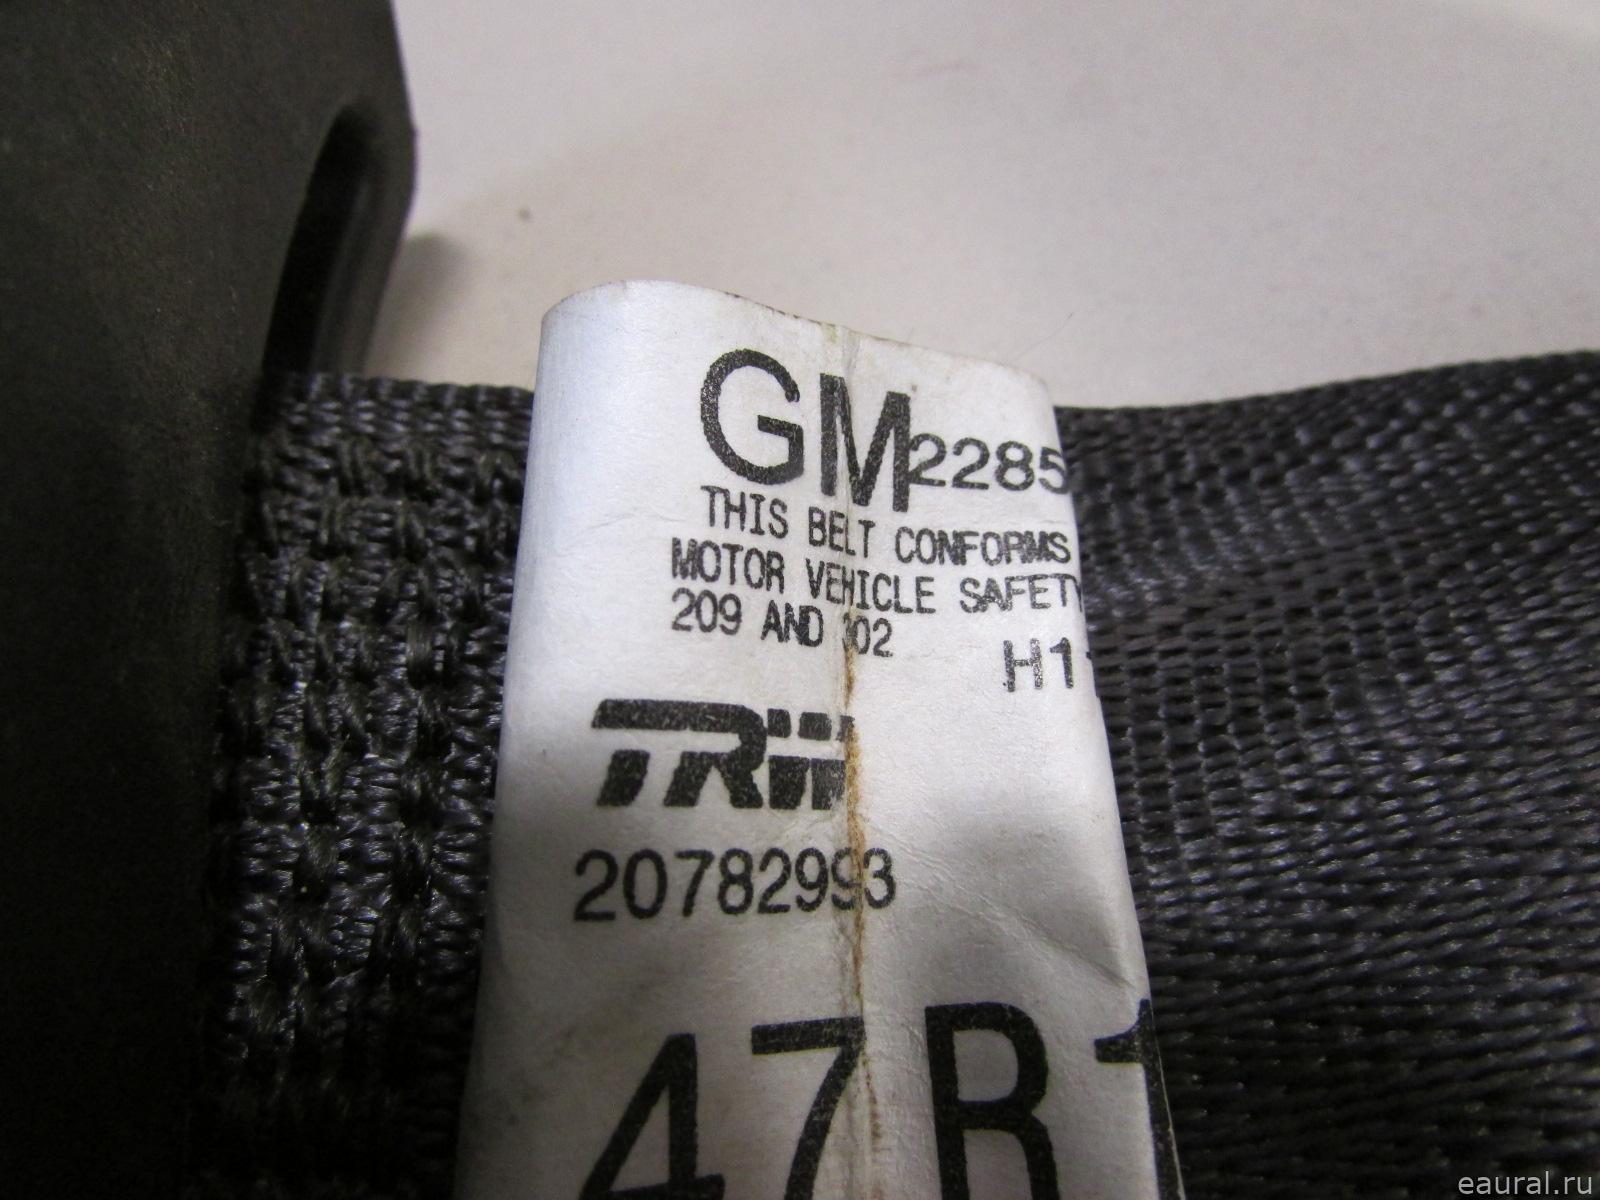 GM 2285
THIS BELT CONFORMS
MOTOR VEHICLE SAFETY
209 AND 302
H1
TRW
20782993
47R1
eaural.ru